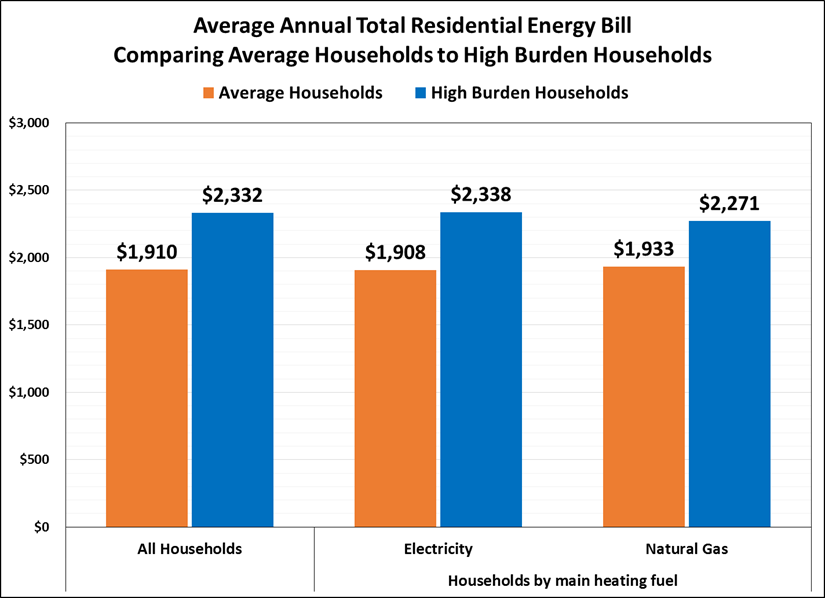 Average Annual Total Residential Energy Bill
Comparing Average Households to High Burden Households
Average Households High Burden Households
$3,000
$2,500
$2,000
$1,500
$1,000
$500
$0
$1,910
$2,332
$1,908
$2,338
$1,933
$2,271
All Households Electricity Natural Gas
Households by main heating fuel